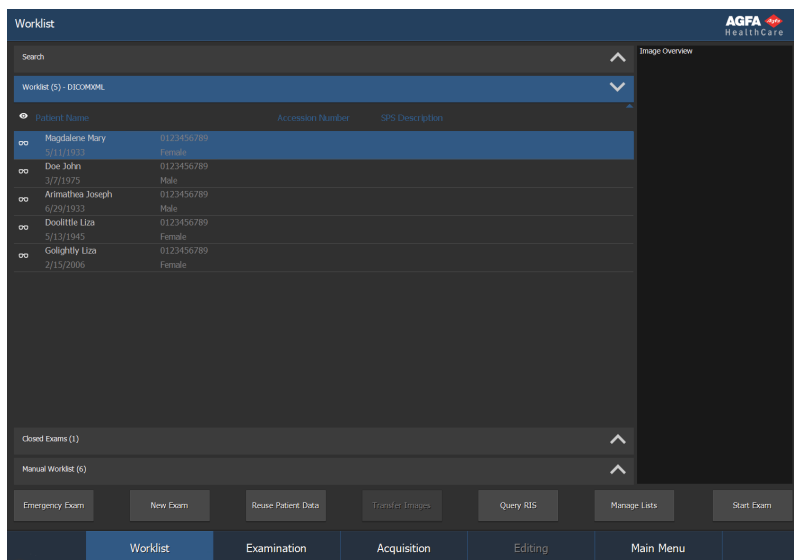 Worklist
AGFA Agfa
HealthCare
Search
Image Overview
Worklist (5) - DICOMXML
Patient Name Accession Number SPS Description
Magdalene Mary 0123456789
5/11/1933 Female
Doe John 0123456789
3/7/1975 Male
Arimathea Joseph 0123456789
6/29/1933 Male
Doolittle Liza 0123456789
5/13/1945 Female
Golightly Liza 0123456789
2/15/2006 Female
Closed Exams (1)
Manual Worklist (6)
Emergency Exam New Exam Reuse Patient Data Transfer Images Query RIS Manage Lists Start Exam
Worklist Examination Acquisition Editing Main Menu